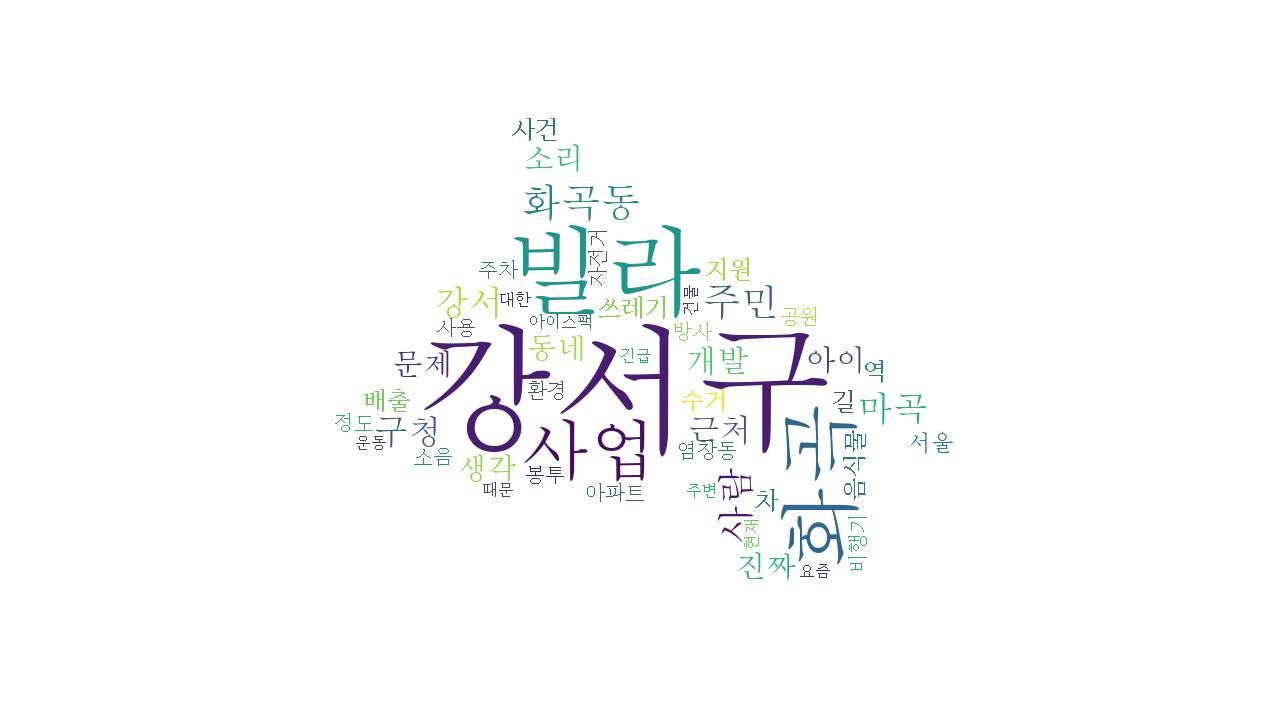 사건
소리
화곡동
빌라
자전거
주차
지원
강서
대한
쓰레기
건물
주민
아이스팩
공원
사용
방사
강서구
동네
긴급
개발
아이
역
문제
환경
배출
수거
길
마곡
정도
구청
운동
근처
화곡
서울
사업
염창동
소음
생각
봉투
음식물
때문
아파트
주변
사람
차
현재
비행기
진짜
요즘